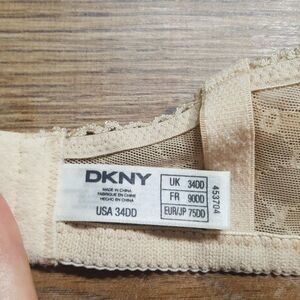 DKNY
MADE IN CHINA
FABRIQUÉ EN CHINE
HECHO EN CHINA
USA 34DD
UK 34DD
FR 90DD
EUR/JP 75DD
453704